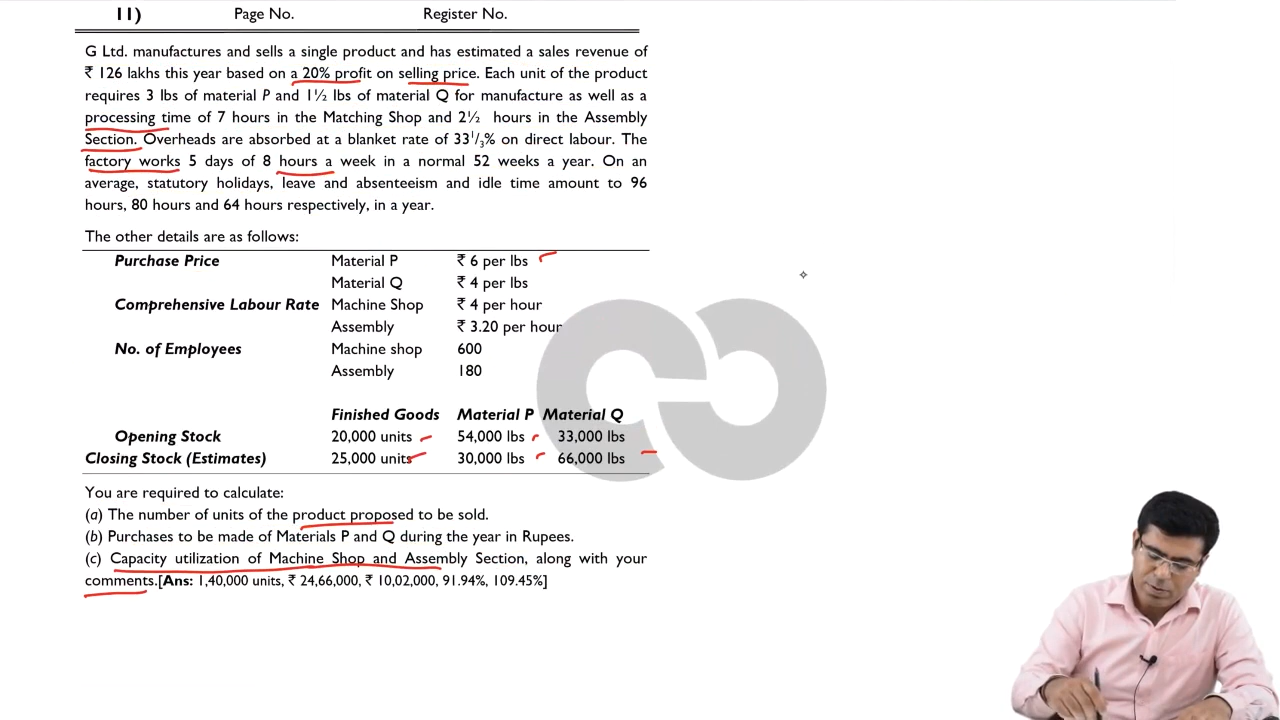 11) Page No. Register No.
G Ltd. manufactures and sells a single product and has estimated a sales revenue of
₹ 126 lakhs this year based on a 20% profit on selling price. Each unit of the product
requires 3 lbs of material P and 1½ lbs of material Q for manufacture as well as a
processing time of 7 hours in the Matching Shop and 2½ hours in the Assembly
Section. Overheads are absorbed at a blanket rate of 33¹/₃% on direct labour. The
factory works 5 days of 8 hours a week in a normal 52 weeks a year. On an
average, statutory holidays, leave and absenteeism and idle time amount to 96
hours, 80 hours and 64 hours respectively, in a year.
The other details are as follows:
Purchase Price Material P ₹ 6 per lbs
Material Q ₹ 4 per lbs
Comprehensive Labour Rate Machine Shop ₹ 4 per hour
Assembly ₹ 3.20 per hour
No. of Employees Machine shop 600
Assembly 180
Finished Goods Material P Material Q
Opening Stock 20,000 units 54,000 lbs 33,000 lbs
Closing Stock (Estimates) 25,000 units 30,000 lbs 66,000 lbs
You are required to calculate:
(a) The number of units of the product proposed to be sold.
(b) Purchases to be made of Materials P and Q during the year in Rupees.
(c) Capacity utilization of Machine Shop and Assembly Section, along with your
comments.[Ans: 1,40,000 units, ₹ 24,66,000, ₹ 10,02,000, 91.94%, 109.45%]